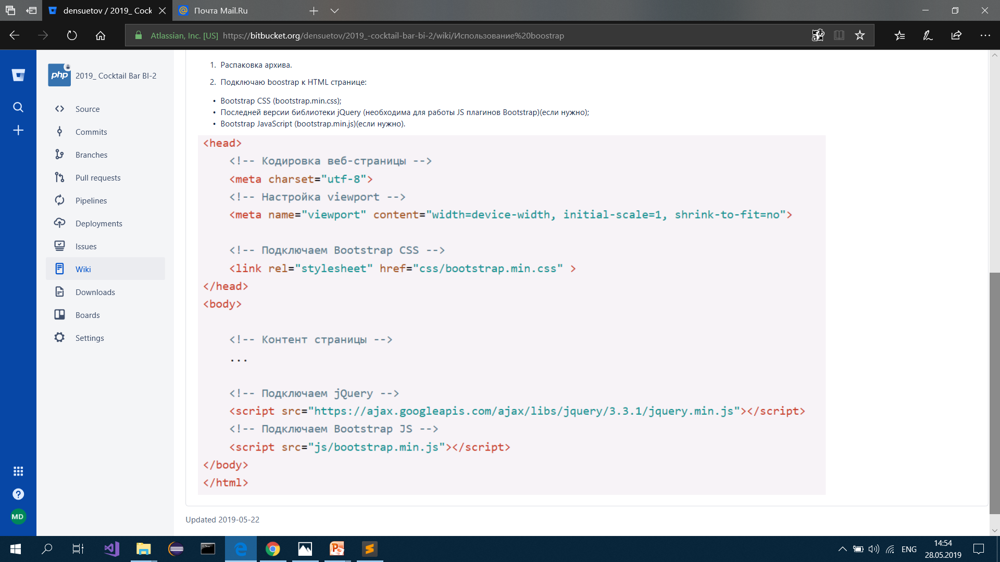 densuetov / 2019_ Cock
Почта Mail.Ru
Atlassian, Inc. [US] https://bitbucket.org/densuetov/2019_-cocktail-bar-bi-2/wiki/Использование%20boostrap
php
2019_ Cocktail Bar BI-2
Source
Commits
Branches
Pull requests
Pipelines
Deployments
Issues
Wiki
Downloads
Boards
Settings
MD
1. Распаковка архива.
2. Подключаю boostrap к HTML странице:
• Bootstrap CSS (bootstrap.min.css);
• Последней версии библиотеки jQuery (необходима для работы JS плагинов Bootstrap)(если нужно);
• Bootstrap JavaScript (bootstrap.min.js)(если нужно).
<head>
<!-- Кодировка веб-страницы -->
<meta charset="utf-8">
<!-- Настройка viewport -->
<meta name="viewport" content="width=device-width, initial-scale=1, shrink-to-fit=no">
<!-- Подключаем Bootstrap CSS -->
<link rel="stylesheet" href="css/bootstrap.min.css" >
</head>
<body>
<!-- Контент страницы -->
...
<!-- Подключаем jQuery -->
<script src="https://ajax.googleapis.com/ajax/libs/jquery/3.3.1/jquery.min.js"></script>
<!-- Подключаем Bootstrap JS -->
<script src="js/bootstrap.min.js"></script>
</body>
</html>
Updated 2019-05-22
ENG
14:54
28.05.2019